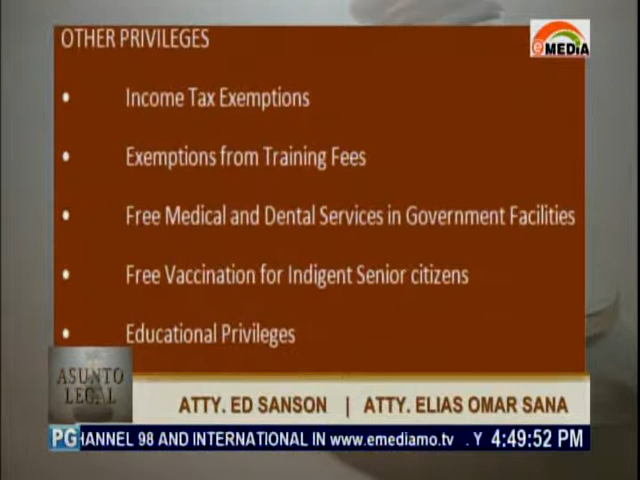 OTHER PRIVILEGES
eMEDIA
• Income Tax Exemptions
• Exemptions from Training Fees
• Free Medical and Dental Services in Government Facilities
• Free Vaccination for Indigent Senior citizens
• Educational Privileges
ASUNTO
LEGAL
ATTY. ED SANSON | ATTY. ELIAS OMAR SANA
PG HANNEL 98 AND INTERNATIONAL IN www.emediamo.tv . Y 4:49:52 PM